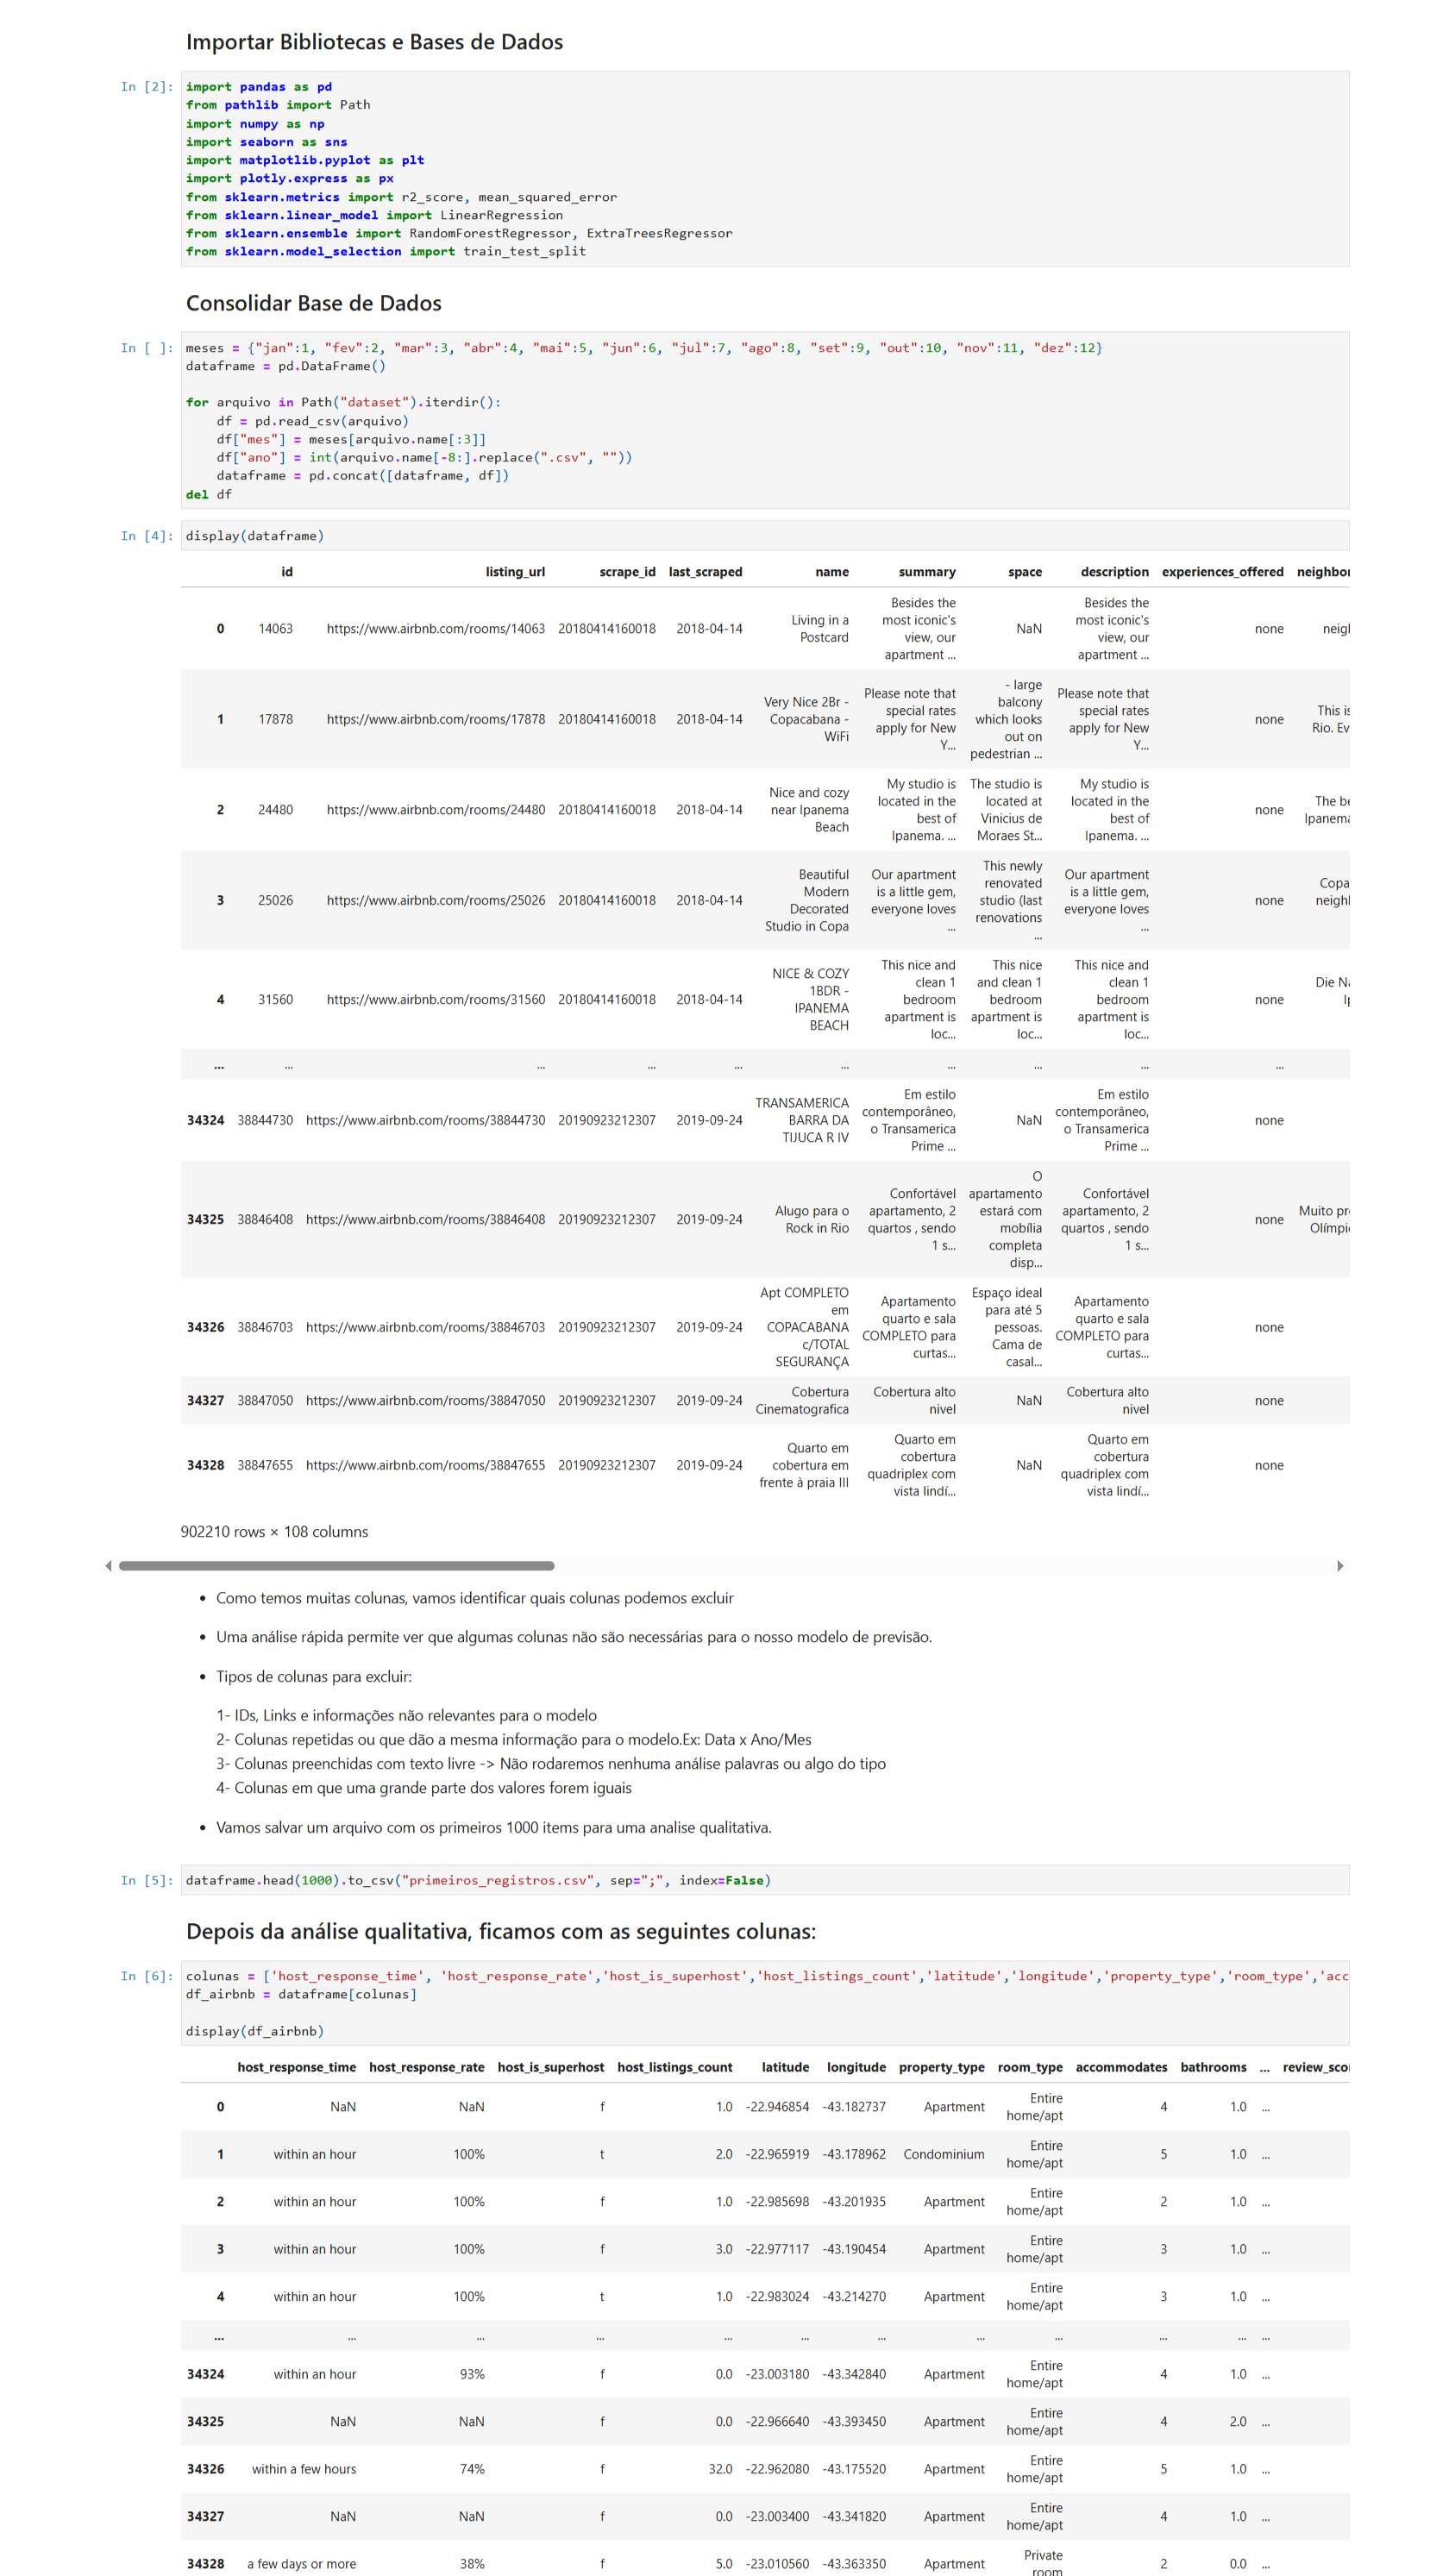 Importar Bibliotecas e Bases de Dados
In [2]: import pandas as pd
from pathlib import Path
import numpy as np
import seaborn as sns
import matplotlib.pyplot as plt
import plotly.express as px
from sklearn.metrics import r2_score, mean_squared_error
from sklearn.linear_model import LinearRegression
from sklearn.ensemble import RandomForestRegressor, ExtraTreesRegressor
from sklearn.model_selection import train_test_split
Consolidar Base de Dados
In [ ]: meses = {"jan":1, "fev":2, "mar":3, "abr":4, "mai":5, "jun":6, "jul":7, "ago":8, "set":9, "out":10, "nov":11, "dez":12}
dataframe = pd.DataFrame()
for arquivo in Path("dataset").iterdir():
df = pd.read_csv(arquivo)
df["mes"] = meses[arquivo.name[:3]]
df["ano"] = int(arquivo.name[-8:].replace(".csv", ""))
dataframe = pd.concat([dataframe, df])
del df
In [4]: display(dataframe)
id listing_url scrape_id last_scraped name summary space description experiences_offered neighbor
0 14063 https://www.airbnb.com/rooms/14063 20180414160018 2018-04-14 Living in a Postcard Besides the most iconic's view, our apartment ... NaN Besides the most iconic's view, our apartment ... none neigl
1 17878 https://www.airbnb.com/rooms/17878 20180414160018 2018-04-14 Very Nice 2Br - Copacabana - WiFi Please note that special rates apply for New Y... - large balcony which looks out on pedestrian ... Please note that special rates apply for New Y... none This is Rio. Ev
2 24480 https://www.airbnb.com/rooms/24480 20180414160018 2018-04-14 Nice and cozy near Ipanema Beach My studio is located in the best of Ipanema. ... The studio is located at Vinicius de Moraes St... My studio is located in the best of Ipanema. ... none The be Ipanema
3 25026 https://www.airbnb.com/rooms/25026 20180414160018 2018-04-14 Beautiful Modern Decorated Studio in Copa Our apartment is a little gem, everyone loves ... This newly renovated studio (last renovations ... Our apartment is a little gem, everyone loves ... none Copa neighl
4 31560 https://www.airbnb.com/rooms/31560 20180414160018 2018-04-14 NICE & COZY 1BDR - IPANEMA BEACH This nice and clean 1 bedroom apartment is loc... This nice and clean 1 bedroom apartment is loc... This nice and clean 1 bedroom apartment is loc... none Die Na I
... ... ... ... ... ... ... ... ... ...
34324 38844730 https://www.airbnb.com/rooms/38844730 20190923212307 2019-09-24 TRANSAMERICA BARRA DA TIJUCA R IV Em estilo contemporâneo, o Transamerica Prime ... NaN Em estilo contemporâneo, o Transamerica Prime ... none
34325 38846408 https://www.airbnb.com/rooms/38846408 20190923212307 2019-09-24 Alugo para o Rock in Rio Confortável apartamento, 2 quartos , sendo 1 s... O apartamento estará com mobília completa disp... Confortável apartamento, 2 quartos , sendo 1 s... none Muito pr Olímpi
34326 38846703 https://www.airbnb.com/rooms/38846703 20190923212307 2019-09-24 Apt COMPLETO em COPACABANA c/TOTAL SEGURANÇA Apartamento quarto e sala COMPLETO para curtas... Espaço ideal para até 5 pessoas. Cama de casal... Apartamento quarto e sala COMPLETO para curtas... none
34327 38847050 https://www.airbnb.com/rooms/38847050 20190923212307 2019-09-24 Cobertura Cinematografica Cobertura alto nivel NaN Cobertura alto nivel none
34328 38847655 https://www.airbnb.com/rooms/38847655 20190923212307 2019-09-24 Quarto em cobertura em frente à praia III Quarto em cobertura quadriplex com vista lindí... NaN Quarto em cobertura quadriplex com vista lindí... none
902210 rows × 108 columns
• Como temos muitas colunas, vamos identificar quais colunas podemos excluir
• Uma análise rápida permite ver que algumas colunas não são necessárias para o nosso modelo de previsão.
• Tipos de colunas para excluir:
1- IDs, Links e informações não relevantes para o modelo
2- Colunas repetidas ou que dão a mesma informação para o modelo.Ex: Data x Ano/Mes
3- Colunas preenchidas com texto livre -> Não rodaremos nenhuma análise palavras ou algo do tipo
4- Colunas em que uma grande parte dos valores forem iguais
• Vamos salvar um arquivo com os primeiros 1000 items para uma analise qualitativa.
In [5]: dataframe.head(1000).to_csv("primeiros_registros.csv", sep=";", index=False)
Depois da análise qualitativa, ficamos com as seguintes colunas:
In [6]: colunas = ['host_response_time', 'host_response_rate','host_is_superhost','host_listings_count','latitude','longitude','property_type','room_type','acc
df_airbnb = dataframe[colunas]
display(df_airbnb)
host_response_time host_response_rate host_is_superhost host_listings_count latitude longitude property_type room_type accommodates bathrooms ... review_sco
0 NaN NaN f 1.0 -22.946854 -43.182737 Apartment Entire home/apt 4 1.0 ...
1 within an hour 100% t 2.0 -22.965919 -43.178962 Condominium Entire home/apt 5 1.0 ...
2 within an hour 100% f 1.0 -22.985698 -43.201935 Apartment Entire home/apt 2 1.0 ...
3 within an hour 100% f 3.0 -22.977117 -43.190454 Apartment Entire home/apt 3 1.0 ...
4 within an hour 100% t 1.0 -22.983024 -43.214270 Apartment Entire home/apt 3 1.0 ...
... ... ... ... ... ... ... ... ... ... ... ...
34324 within an hour 93% f 0.0 -23.003180 -43.342840 Apartment Entire home/apt 4 1.0 ...
34325 NaN NaN f 0.0 -22.966640 -43.393450 Apartment Entire home/apt 4 2.0 ...
34326 within a few hours 74% f 32.0 -22.962080 -43.175520 Apartment Entire home/apt 5 1.0 ...
34327 NaN NaN f 0.0 -23.003400 -43.341820 Apartment Entire home/apt 4 1.0 ...
34328 a few days or more 38% f 5.0 -23.010560 -43.363350 Apartment Private room 2 0.0 ...